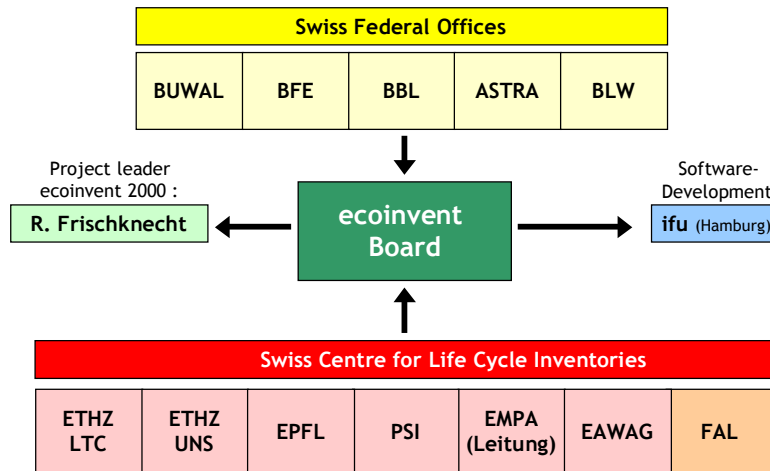 Swiss Federal Offices
BUWAL
BFE
BBL
ASTRA
BLW
Project leader
ecoinvent 2000 :
R. Frischknecht
ecoinvent
Board
Software-
Development
ifu (Hamburg)
Swiss Centre for Life Cycle Inventories
ETHZ
LTC
ETHZ
UNS
EPFL
PSI
EMPA
(Leitung)
EAWAG
FAL